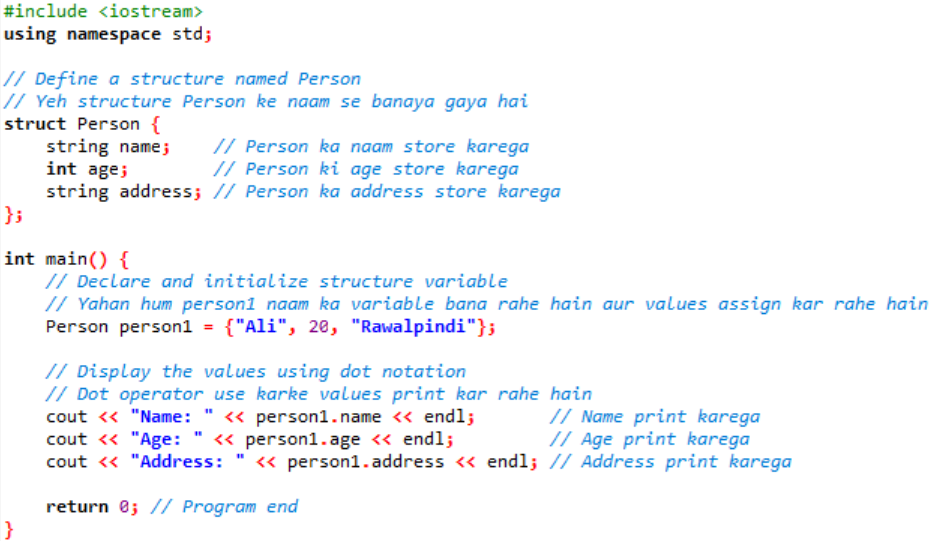 #include <iostream>
using namespace std;

// Define a structure named Person
// Yeh structure Person ke naam se banaya gaya hai
struct Person {
    string name;    // Person ka naam store karega
    int age;        // Person ki age store karega
    string address; // Person ka address store karega
};

int main() {
    // Declare and initialize structure variable
    // Yahan hum person1 naam ka variable bana rahe hain aur values assign kar rahe hain
    Person person1 = {"Ali", 20, "Rawalpindi"};

    // Display the values using dot notation
    // Dot operator use karke values print kar rahe hain
    cout << "Name: " << person1.name << endl;       // Name print karega
    cout << "Age: " << person1.age << endl;         // Age print karega
    cout << "Address: " << person1.address << endl; // Address print karega

    return 0; // Program end
}